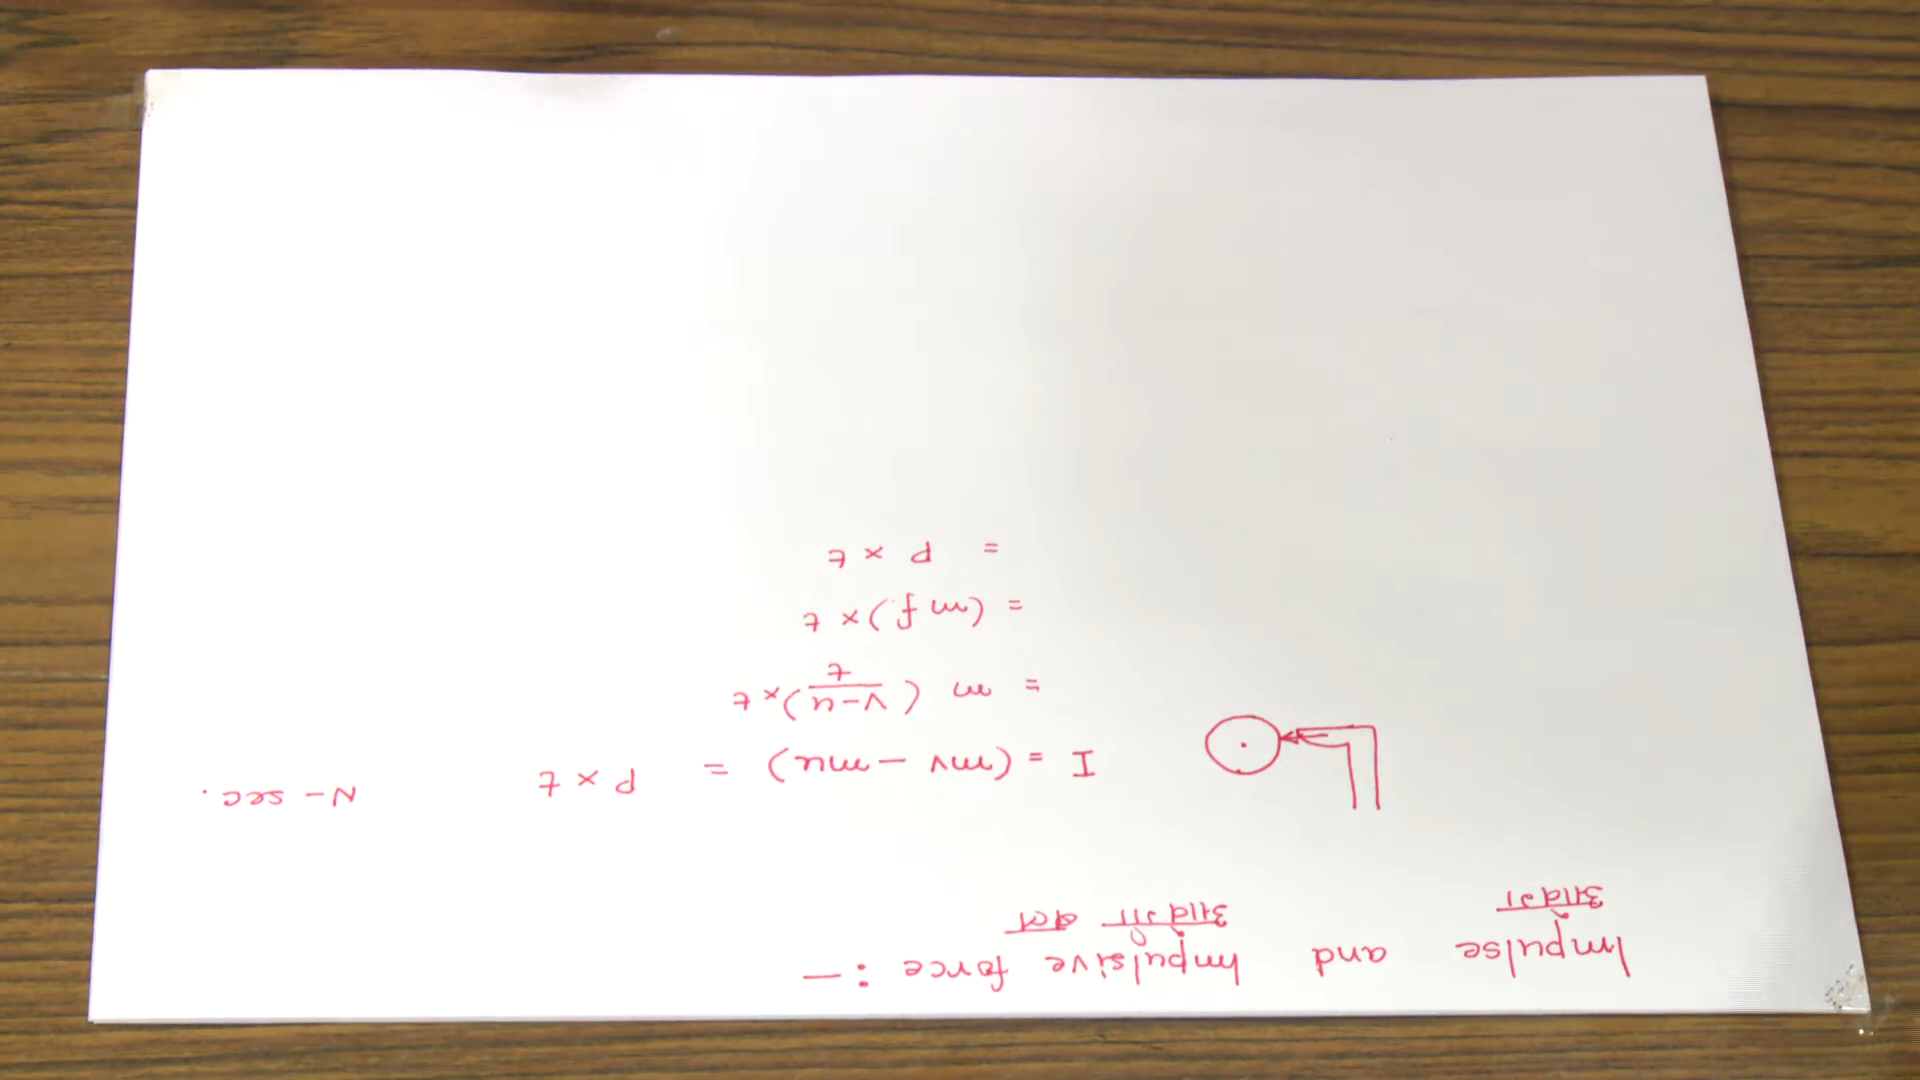 Impulse and Impulsive force :-
आवेग आवेगी बल
I = (mv - mu) = P × t N-sec.
= m (v-u/t) × t
= (m f) × t
= P × t